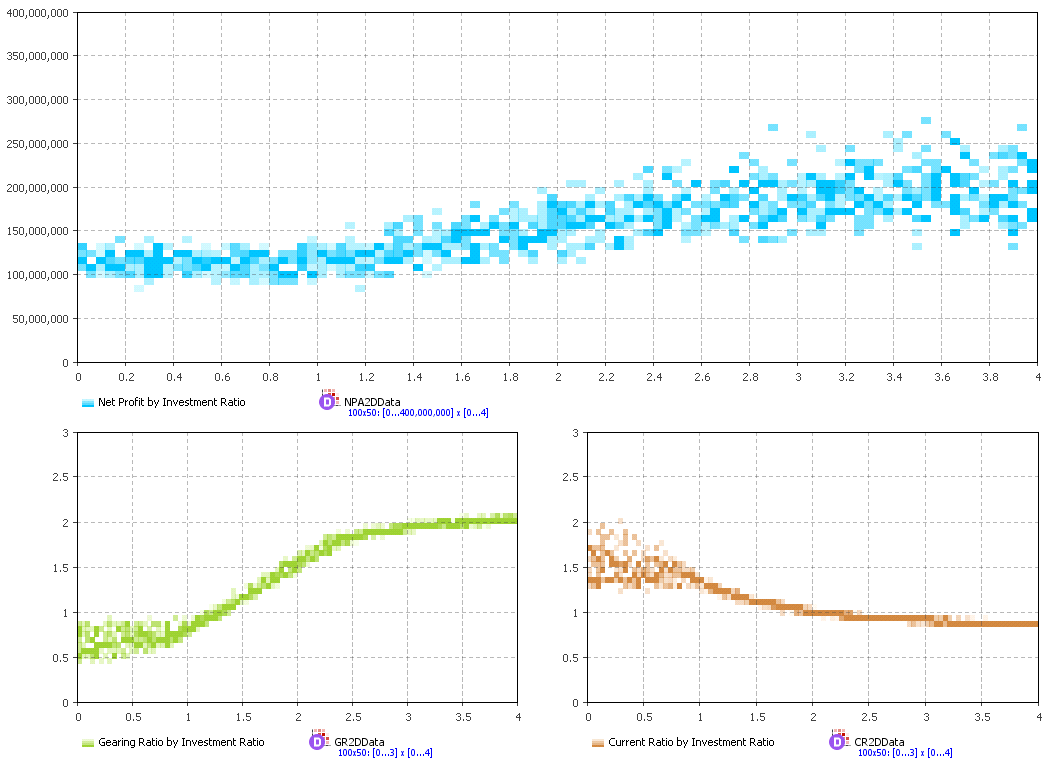 400,000,000
350,000,000
300,000,000
250,000,000
200,000,000
150,000,000
100,000,000
50,000,000
0
0 0.2 0.4 0.6 0.8 1 1.2 1.4 1.6 1.8 2 2.2 2.4 2.6 2.8 3 3.2 3.4 3.6 3.8 4
Net Profit by Investment Ratio D NPA2DData
100x50: [0...400,000,000] x [0...4]
3
2.5
2
1.5
1
0.5
0
0 0.5 1 1.5 2 2.5 3 3.5 4
Gearing Ratio by Investment Ratio D GR2DData
100x50: [0...3] x [0...4]
3
2.5
2
1.5
1
0.5
0
0 0.5 1 1.5 2 2.5 3 3.5 4
Current Ratio by Investment Ratio D CR2DData
100x50: [0...3] x [0...4]